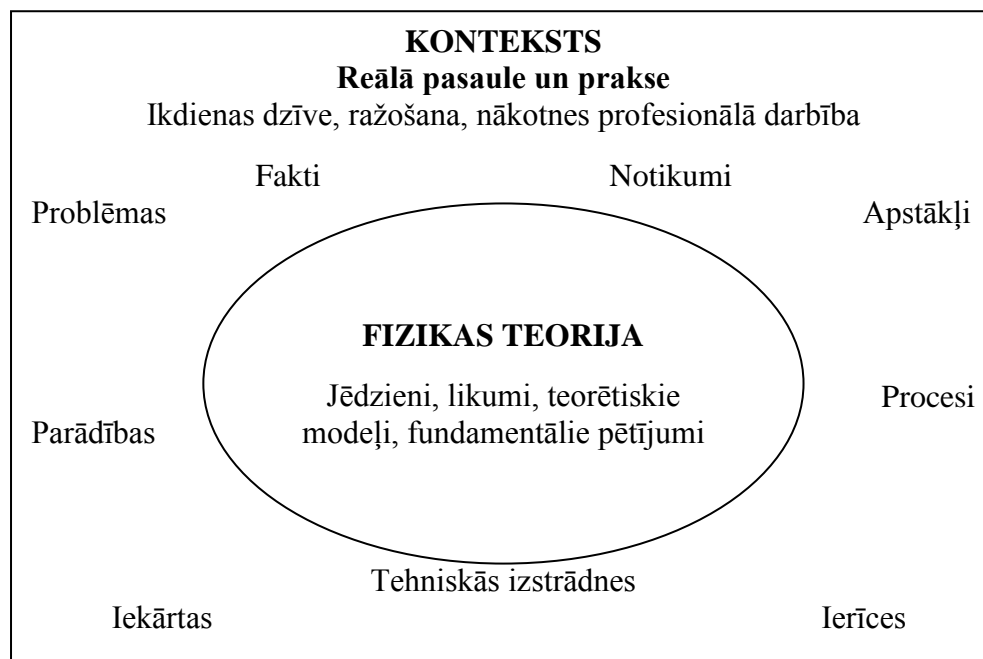 KONTEKSTS
Reālā pasaule un prakse
Ikdienas dzīve, ražošana, nākotnes profesionālā darbība
Fakti
Notikumi
Problēmas
Apstākļi
FIZIKAS TEORIJA
Jēdzieni, likumi, teorētiskie
modeļi, fundamentālie pētījumi
Procesi
Parādības
Tehniskās izstrādnes
Iekārtas
Ierīces